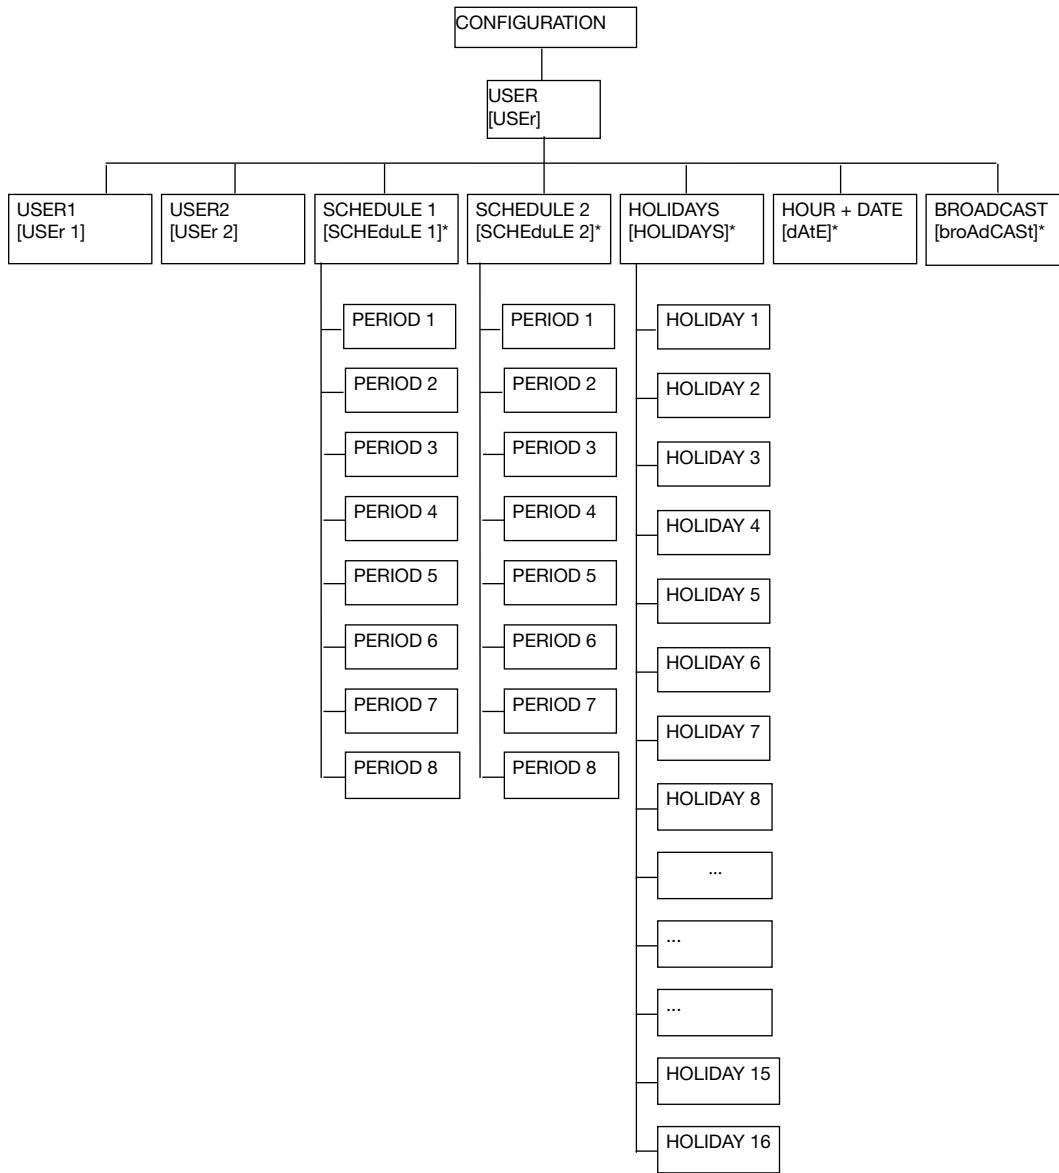 CONFIGURATION
USER
[USEr]
USER1
[USEr 1]
USER2
[USEr 2]
SCHEDULE 1
[SCHEduLE 1]*
SCHEDULE 2
[SCHEduLE 2]*
HOLIDAYS
[HOLIDAYS]*
HOUR + DATE
[dAtE]*
BROADCAST
[broAdCASt]*
PERIOD 1
PERIOD 2
PERIOD 3
PERIOD 4
PERIOD 5
PERIOD 6
PERIOD 7
PERIOD 8
PERIOD 1
PERIOD 2
PERIOD 3
PERIOD 4
PERIOD 5
PERIOD 6
PERIOD 7
PERIOD 8
HOLIDAY 1
HOLIDAY 2
HOLIDAY 3
HOLIDAY 4
HOLIDAY 5
HOLIDAY 6
HOLIDAY 7
HOLIDAY 8
...
...
...
HOLIDAY 15
HOLIDAY 16